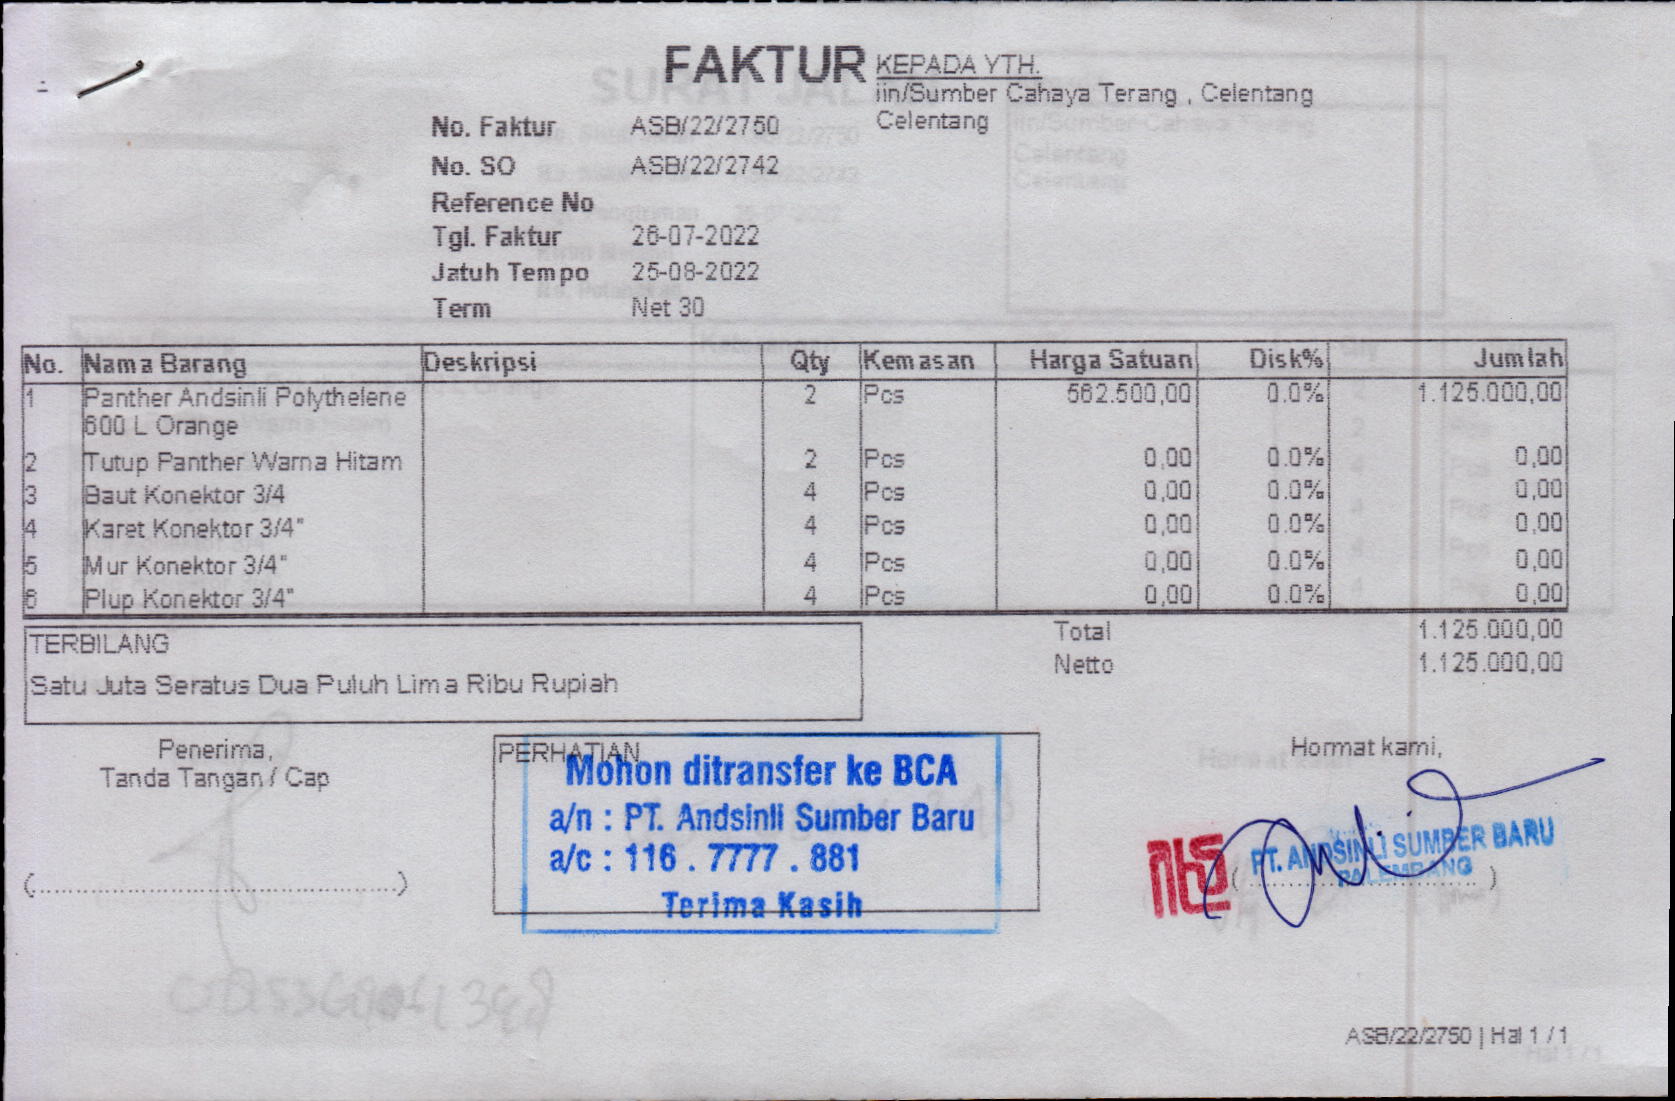 FAKTUR
KEPADA YTH.
iin/Sumber Cahaya Terang , Celentang
Celentang
No. Faktur ASB/22/2750
No. SO ASB/22/2742
Reference No
Tgl. Faktur 26-07-2022
Jatuh Tempo 25-08-2022
Term Net 30
No. Nama Barang Deskripsi Qty Kemasan Harga Satuan Disk% Jumlah
1 Panther Andsinli Polythelene 2 Pcs 562.500,00 0.0% 1.125.000,00
600 L Orange
2 Tutup Panther Warna Hitam 2 Pcs 0,00 0.0% 0,00
3 Baut Konektor 3/4 4 Pcs 0,00 0.0% 0,00
4 Karet Konektor 3/4" 4 Pcs 0,00 0.0% 0,00
5 Mur Konektor 3/4" 4 Pcs 0,00 0.0% 0,00
6 Plup Konektor 3/4" 4 Pcs 0,00 0.0% 0,00
TERBILANG
Satu Juta Seratus Dua Puluh Lima Ribu Rupiah
Total 1.125.000,00
Netto 1.125.000,00
Penerima,
Tanda Tangan / Cap
PERHATIAN
Mohon ditransfer ke BCA
a/n : PT. Andsinli Sumber Baru
a/c : 116 . 7777 . 881
Terima Kasih
Hormat kami,
PT. ANDSINLI SUMBER BARU
PALEMBANG
ASB/22/2750 | Hal 1 / 1